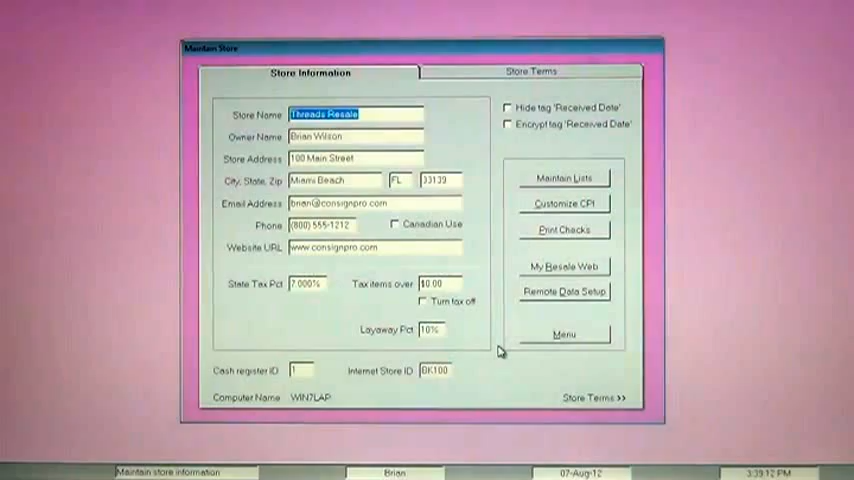 Maintain Store
Store Information
Store Terms
Store Name Threads Resale
Hide tag 'Received Date'
Encrypt tag 'Received Date'
Owner Name Brian Wilson
Store Address 100 Main Street
City, State, Zip Miami Beach FL 33139
Email Address brian@consignpro.com
Phone (800) 555-1212 Canadian Use
Website URL www.consignpro.com
State Tax Pct 7.000% Tax items over $0.00
Turn tax off
Layaway Pct 10%
Maintain Lists
Customize CPI
Print Checks
My Resale Web
Remote Data Setup
Menu
Cash register ID 1 Internet Store ID BK100
Computer Name WIN7LAP
Store Terms >>
Maintain store information Brian 07-Aug-12 3:39:12 PM